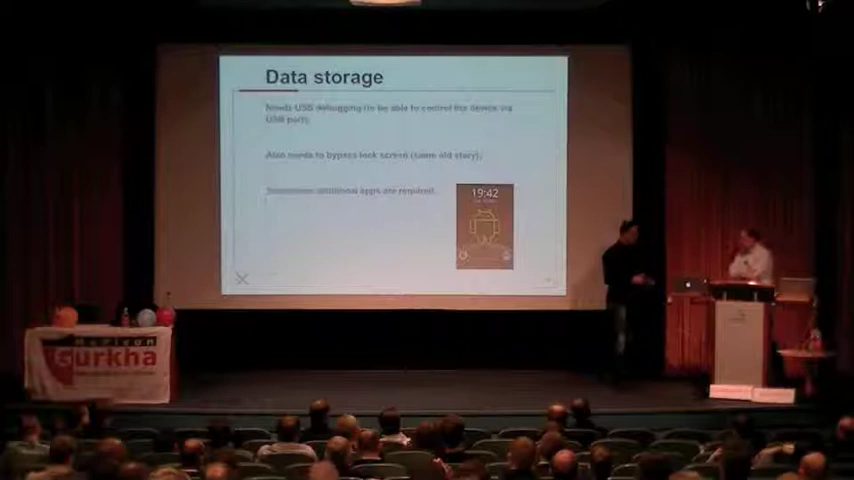 Data storage
Needs USB debugging (to be able to control the device via
USB port).
Also needs to bypass lock screen (same old story).
Sometimes additional apps are required.
19:42
Gurkha